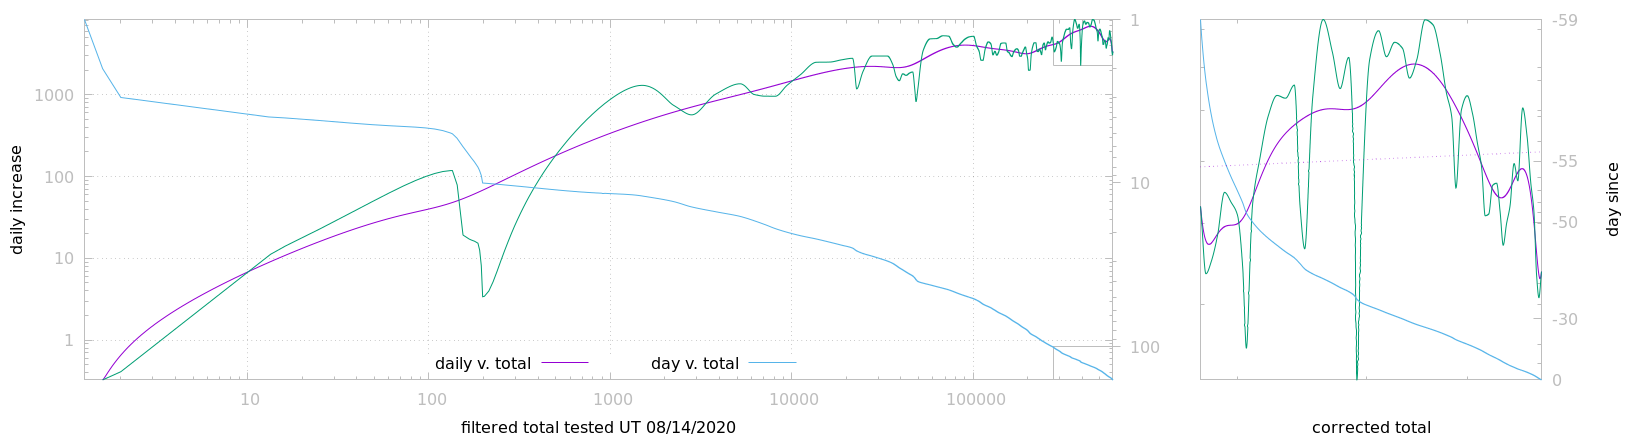 daily increase
1000
100
10
1
daily v. total
day v. total
10
100
1000
10000
100000
filtered total tested UT 08/14/2020
1
10
100
-59
-55
-50
-30
0
day since
corrected total